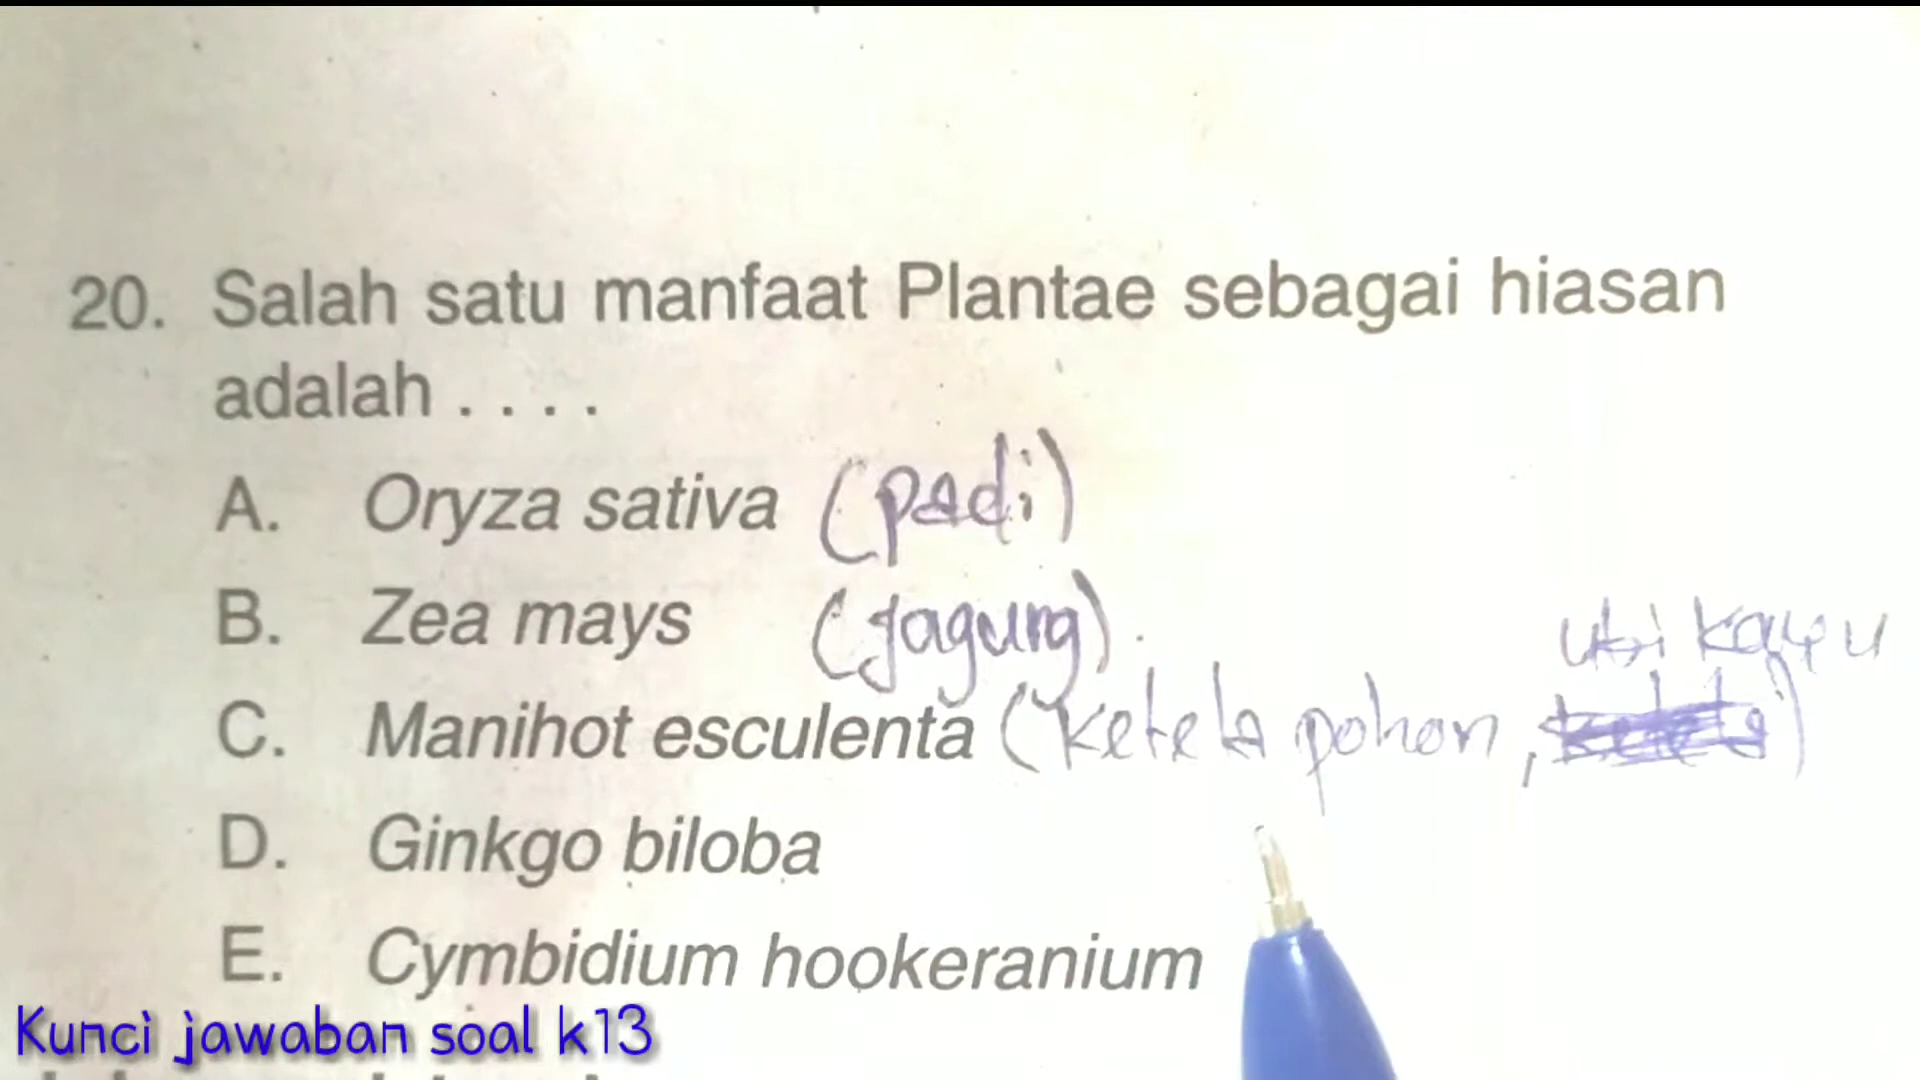 20. Salah satu manfaat Plantae sebagai hiasan
adalah . . . .
A. Oryza sativa (padi)
B. Zea mays (jagung).
ubi kayu
C. Manihot esculenta (ketela pohon, )
D. Ginkgo biloba
E. Cymbidium hookeranium
Kunci jawaban soal k13